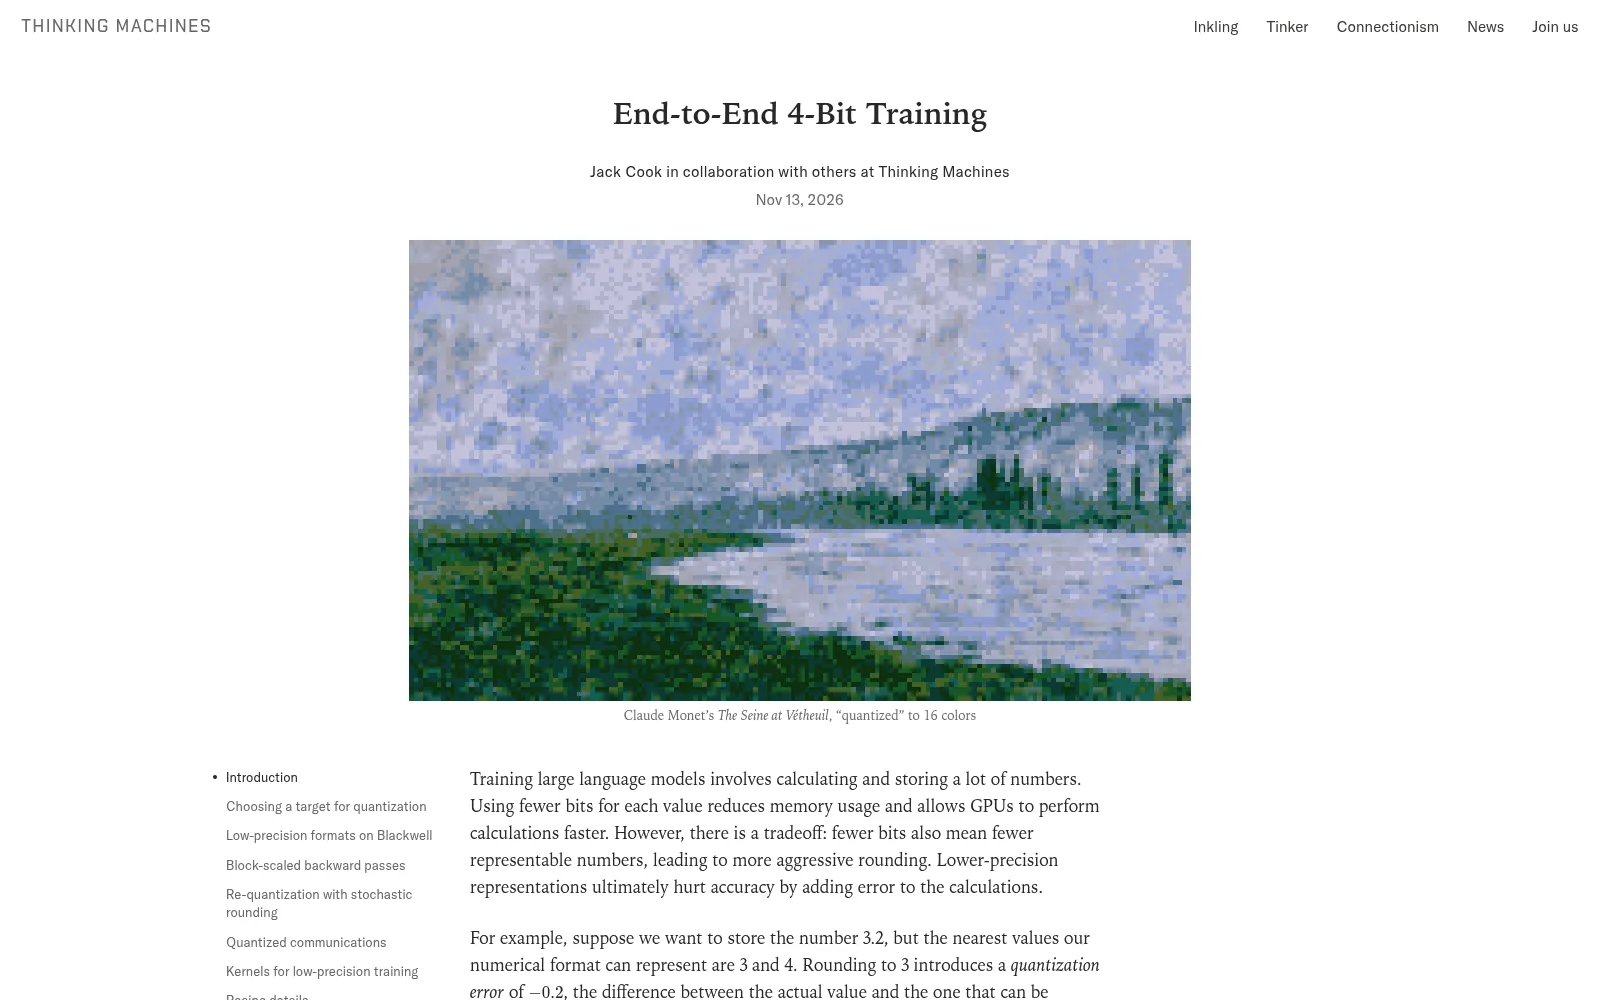 THINKING MACHINES
Inkling
Tinker
Connectionism
News
Join us
End-to-End 4-Bit Training
Jack Cook in collaboration with others at Thinking Machines
Nov 13, 2026
Claude Monet’s The Seine at Vétheuil, “quantized” to 16 colors
Introduction
Choosing a target for quantization
Low-precision formats on Blackwell
Block-scaled backward passes
Re-quantization with stochastic
rounding
Quantized communications
Kernels for low-precision training
Recipe details
Training large language models involves calculating and storing a lot of numbers.
Using fewer bits for each value reduces memory usage and allows GPUs to perform
calculations faster. However, there is a tradeoff: fewer bits also mean fewer
representable numbers, leading to more aggressive rounding. Lower-precision
representations ultimately hurt accuracy by adding error to the calculations.
For example, suppose we want to store the number 3.2, but the nearest values our
numerical format can represent are 3 and 4. Rounding to 3 introduces a quantization
error of −0.2, the difference between the actual value and the one that can be